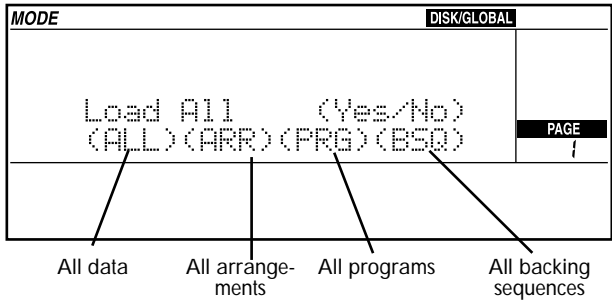 MODE DISK/GLOBAL
Load All (Yes/No)
(ALL)(ARR)(PRG)(BSQ)
PAGE
1
All data All arrange- All programs All backing
ments sequences